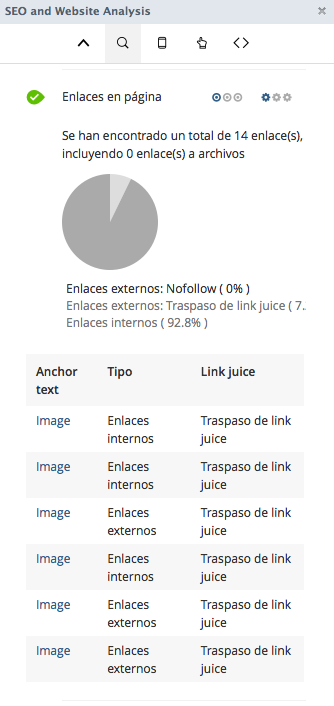 SEO and Website Analysis
Enlaces en página
Se han encontrado un total de 14 enlace(s),
incluyendo 0 enlace(s) a archivos
Enlaces externos: Nofollow ( 0% )
Enlaces externos: Traspaso de link juice ( 7..
Enlaces internos ( 92.8% )
Anchor text Tipo Link juice
Image Enlaces internos Traspaso de link juice
Image Enlaces internos Traspaso de link juice
Image Enlaces externos Traspaso de link juice
Image Enlaces internos Traspaso de link juice
Image Enlaces externos Traspaso de link juice
Image Enlaces externos Traspaso de link juice